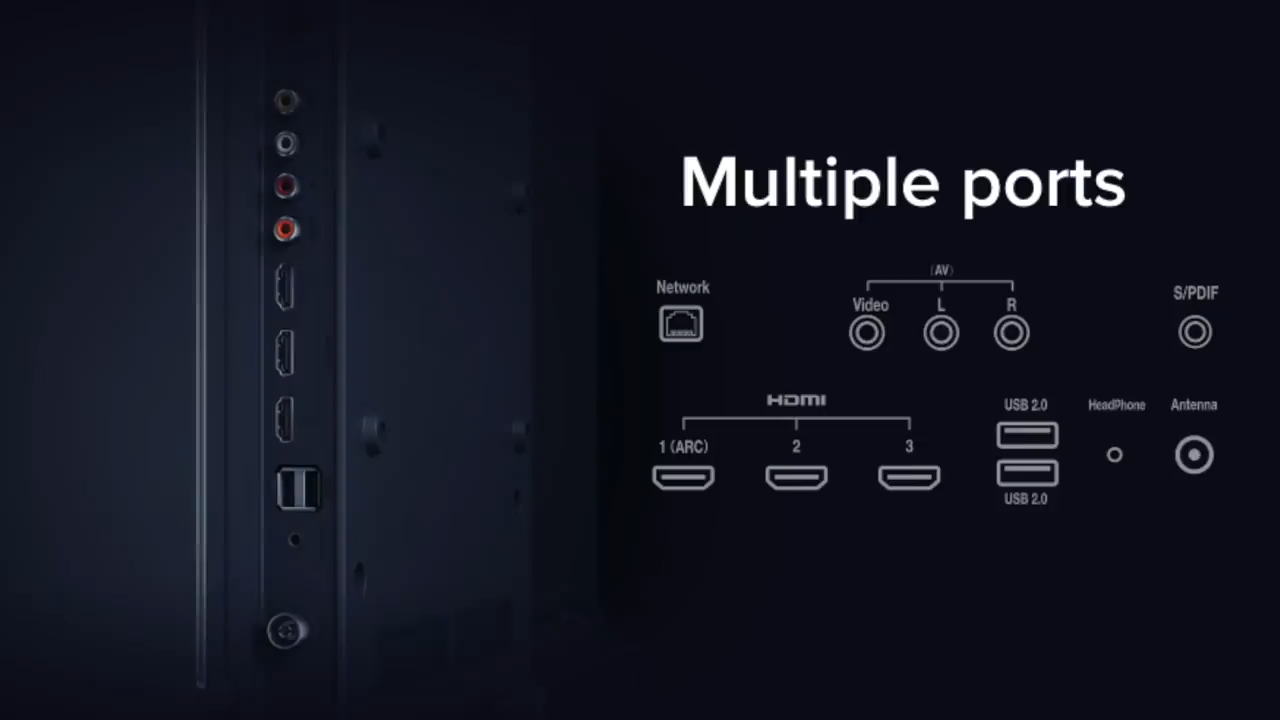 Multiple ports
(AV)
Network
Video L R
S/PDIF
HDMI
1 (ARC) 2 3
USB 2.0
USB 2.0
HeadPhone
Antenna